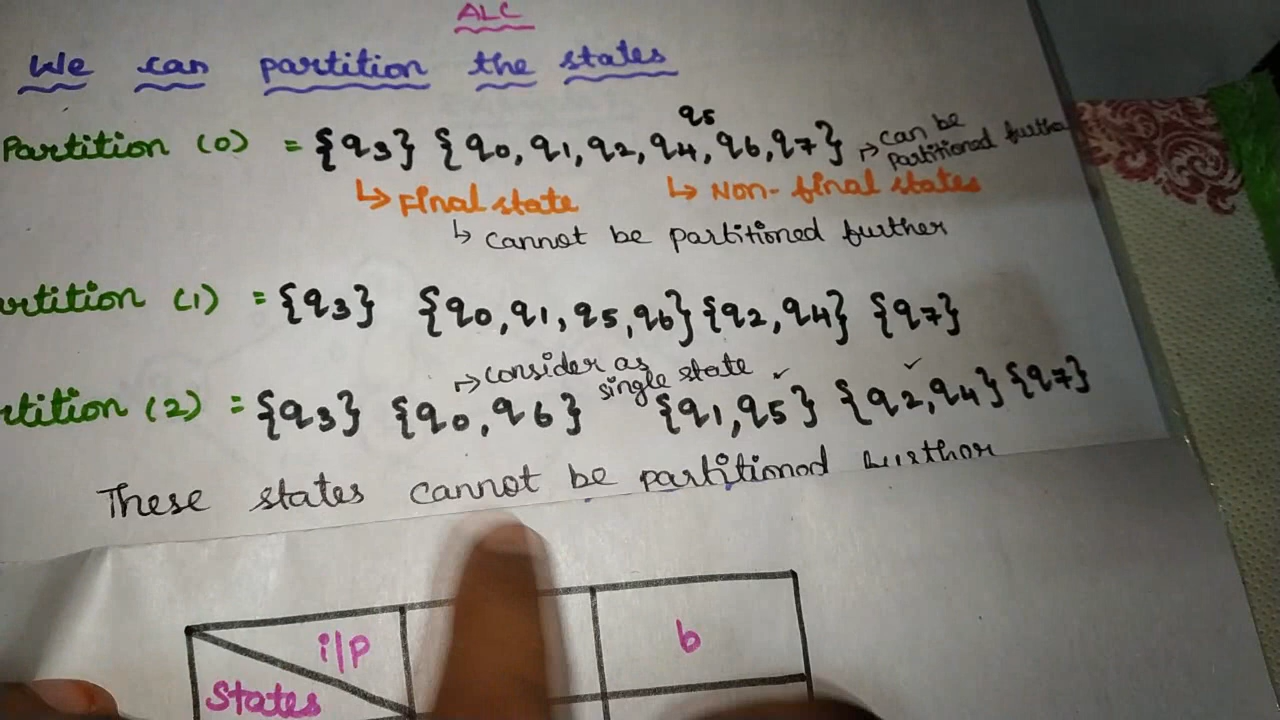 ALC
We can partition the states
Partition (0) = {q3} {q0, q1, q2, q4, q5, q6, q7} ↱ can be partitioned
↳ Final state ↳ Non-final states
↳ cannot be partitioned further
(1) = {q3} {q0, q1, q5, q6} {q2, q4} {q7}
↱ consider as single state
(2) = {q3} {q0, q6} {q1, q5} {q2, q4} {q7}
These states cannot be partitioned further
i/p b
States